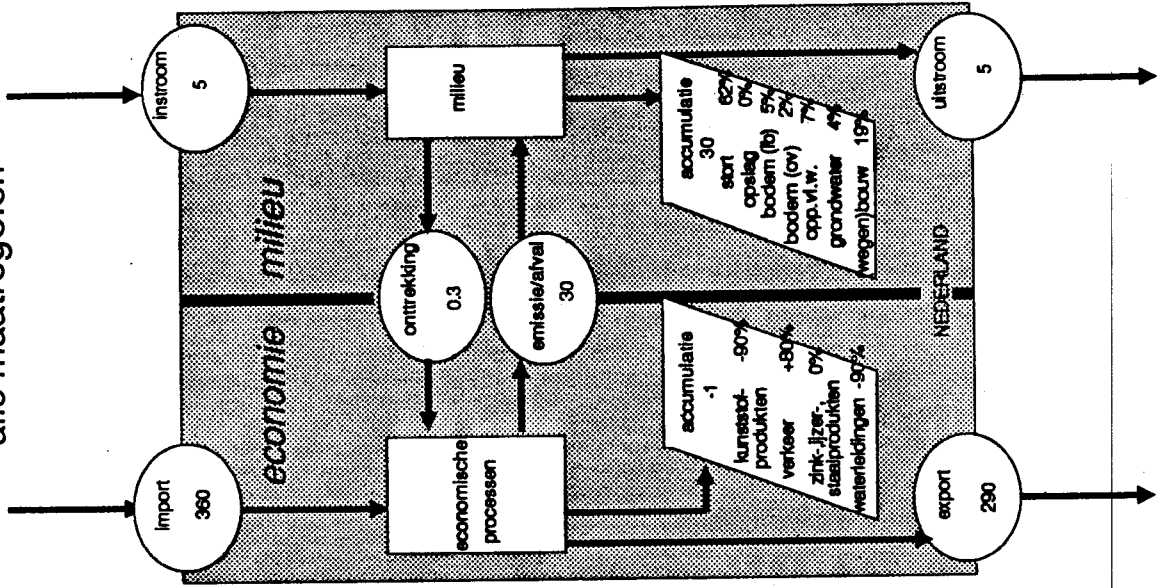 alle maatregelen
import
360
instroom
5
economie
milieu
economische
processen
onttrekking
0.3
emissie/afval
30
milieu
accumulatie
-1
kunststof-
produkten -90%
verkeer +80%
zink-,ijzer-,
staalprodukten 0%
waterleidingen -90%
accumulatie
30
stort 62%
opslag 0%
bodem (lb) 5%
bodem (ov) 2%
opp.vl.w. 7%
grondwater 4%
(wegen)bouw 19%
NEDERLAND
export
290
uitstroom
5